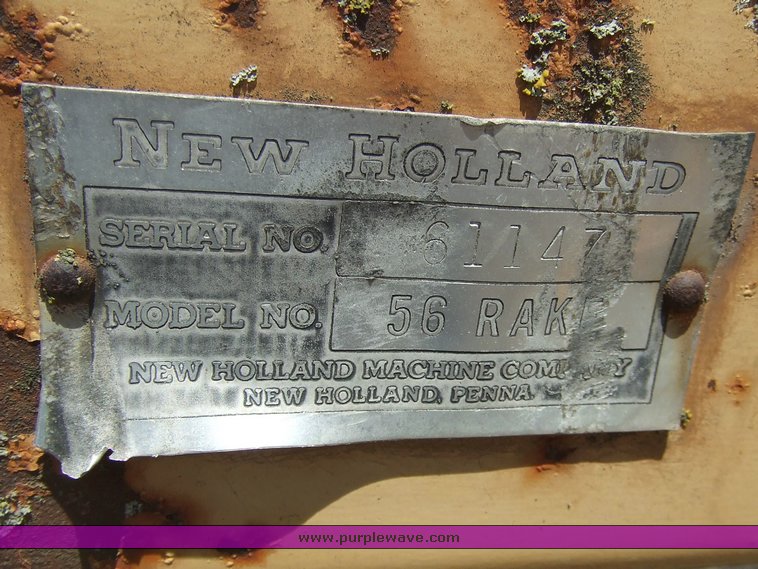 NEW HOLLAND
SERIAL NO. 61147
MODEL NO. 56 RAKE
NEW HOLLAND MACHINE COMPANY
NEW HOLLAND, PENNA.
www.purplewave.com